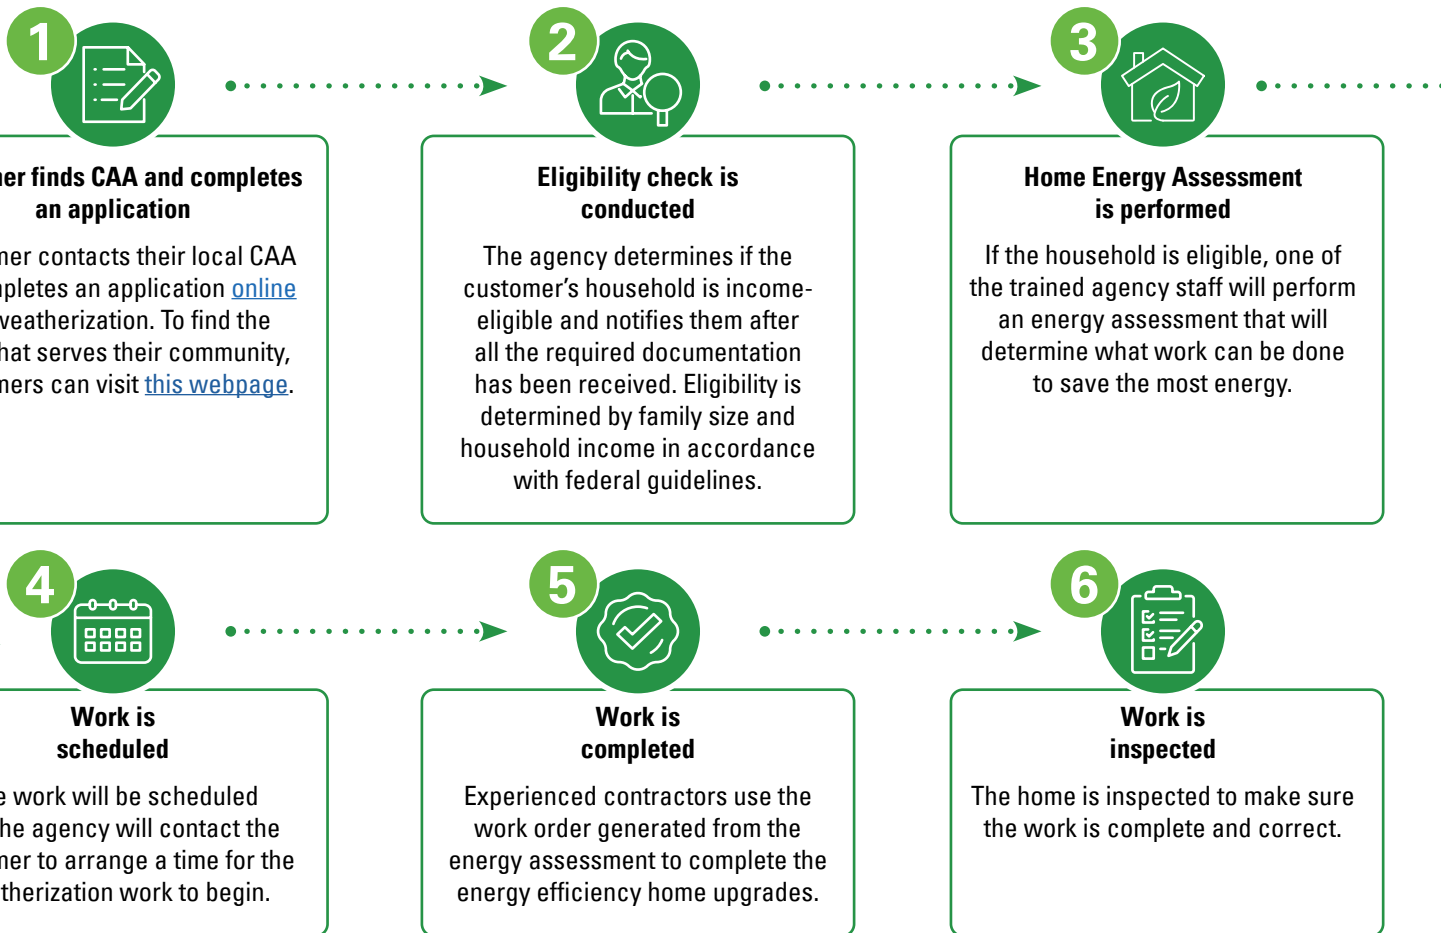 1
ner finds CAA and completes
an application
mer contacts their local CAA
mpletes an application online
weatherization. To find the
hat serves their community,
mers can visit this webpage.
2
Eligibility check is
conducted
The agency determines if the
customer’s household is income-
eligible and notifies them after
all the required documentation
has been received. Eligibility is
determined by family size and
household income in accordance
with federal guidelines.
3
Home Energy Assessment
is performed
If the household is eligible, one of
the trained agency staff will perform
an energy assessment that will
determine what work can be done
to save the most energy.
4
Work is
scheduled
e work will be scheduled
he agency will contact the
mer to arrange a time for the
therization work to begin.
5
Work is
completed
Experienced contractors use the
work order generated from the
energy assessment to complete the
energy efficiency home upgrades.
6
Work is
inspected
The home is inspected to make sure
the work is complete and correct.